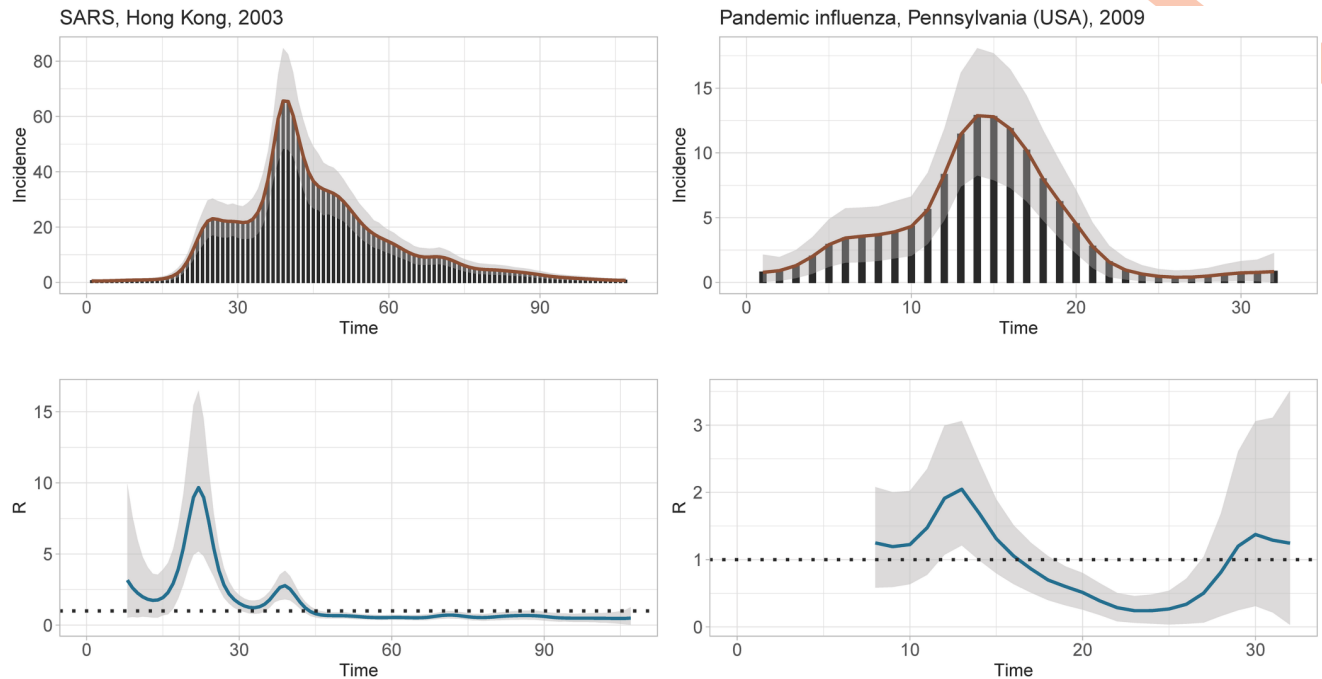 SARS, Hong Kong, 2003
Incidence
80
60
40
20
0
0 30 60 90
Time
Pandemic influenza, Pennsylvania (USA), 2009
Incidence
15
10
5
0
0 10 20 30
Time
R
15
10
5
0
0 30 60 90
Time
R
3
2
1
0
0 10 20 30
Time